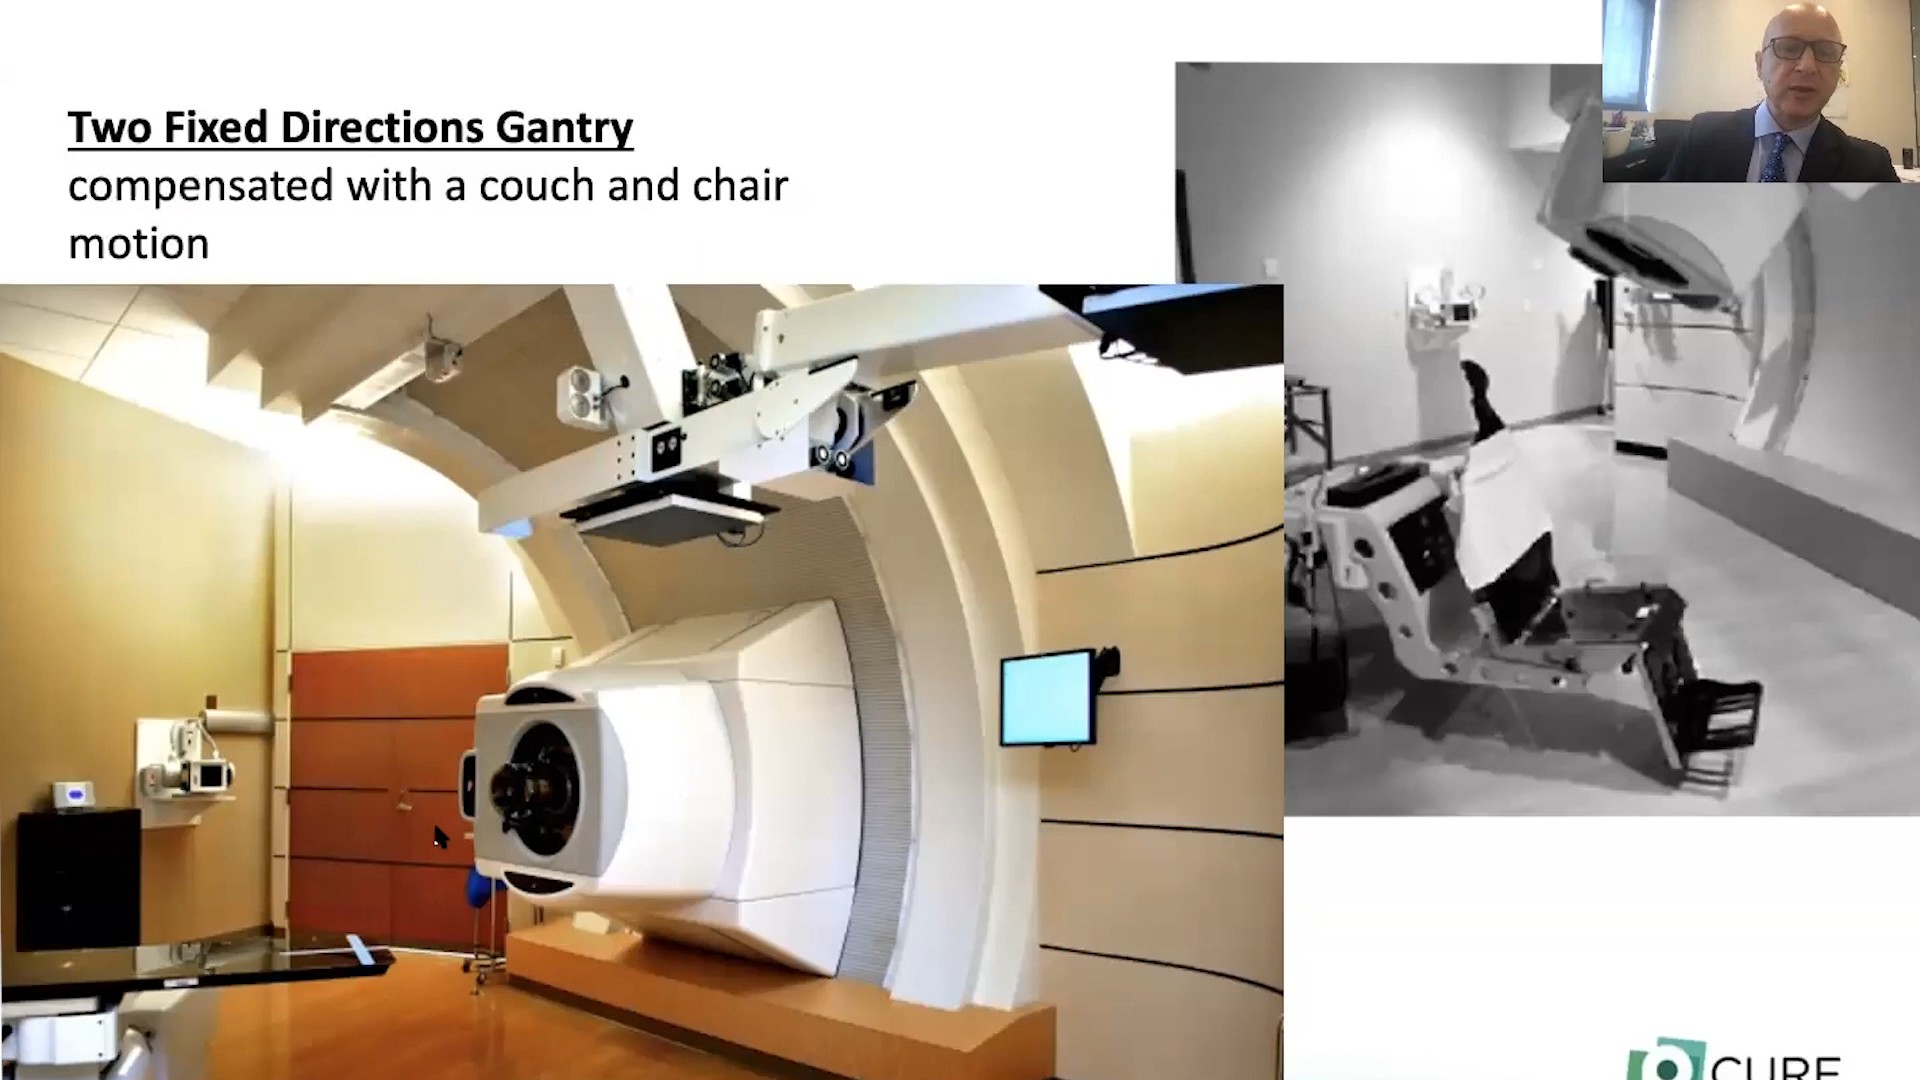 Two Fixed Directions Gantry
compensated with a couch and chair
motion
CURE